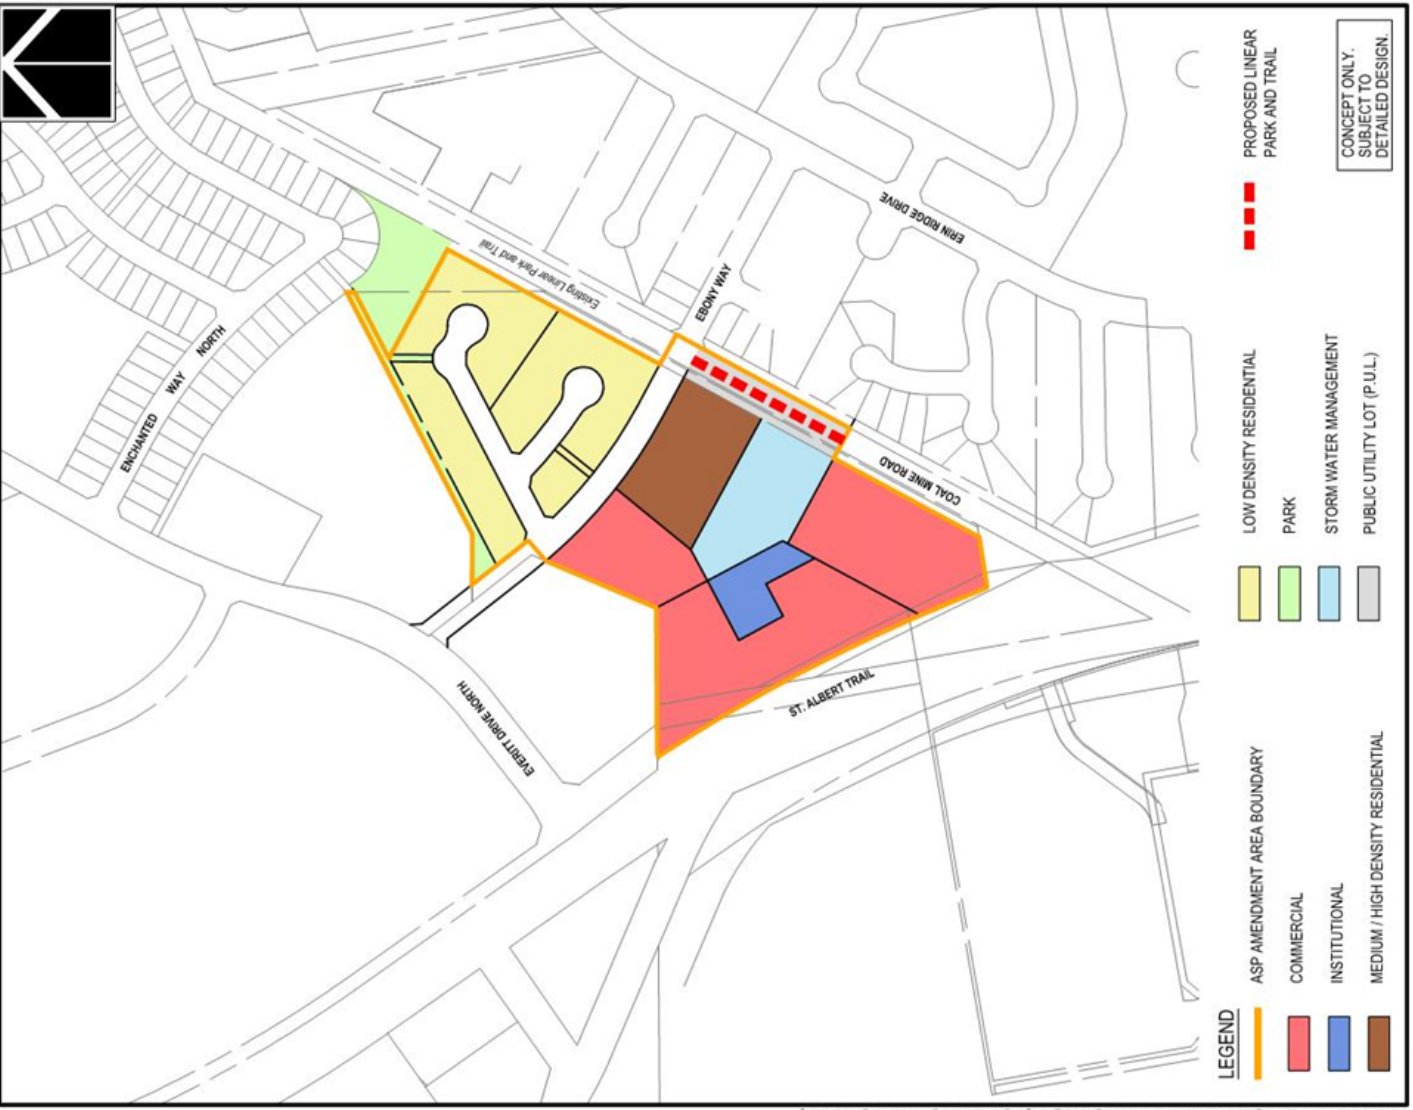 ENCHANTED WAY NORTH
Existing Linear Park and Trail
EBONY WAY
ERIN RIDGE DRIVE
COAL MINE ROAD
EVERITT DRIVE NORTH
ST. ALBERT TRAIL
LEGEND
ASP AMENDMENT AREA BOUNDARY
COMMERCIAL
INSTITUTIONAL
MEDIUM / HIGH DENSITY RESIDENTIAL
LOW DENSITY RESIDENTIAL
PARK
STORM WATER MANAGEMENT
PUBLIC UTILITY LOT (P.U.L.)
PROPOSED LINEAR
PARK AND TRAIL
CONCEPT ONLY.
SUBJECT TO
DETAILED DESIGN.